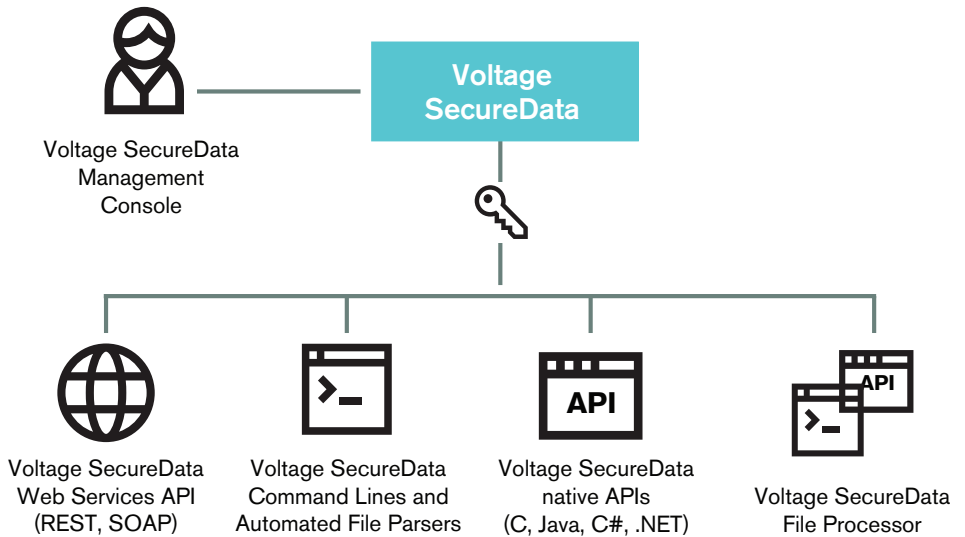 Voltage
SecureData
Voltage SecureData
Management
Console
API
API
Voltage SecureData
Web Services API
(REST, SOAP)
Voltage SecureData
Command Lines and
Automated File Parsers
Voltage SecureData
native APIs
(C, Java, C#, .NET)
Voltage SecureData
File Processor